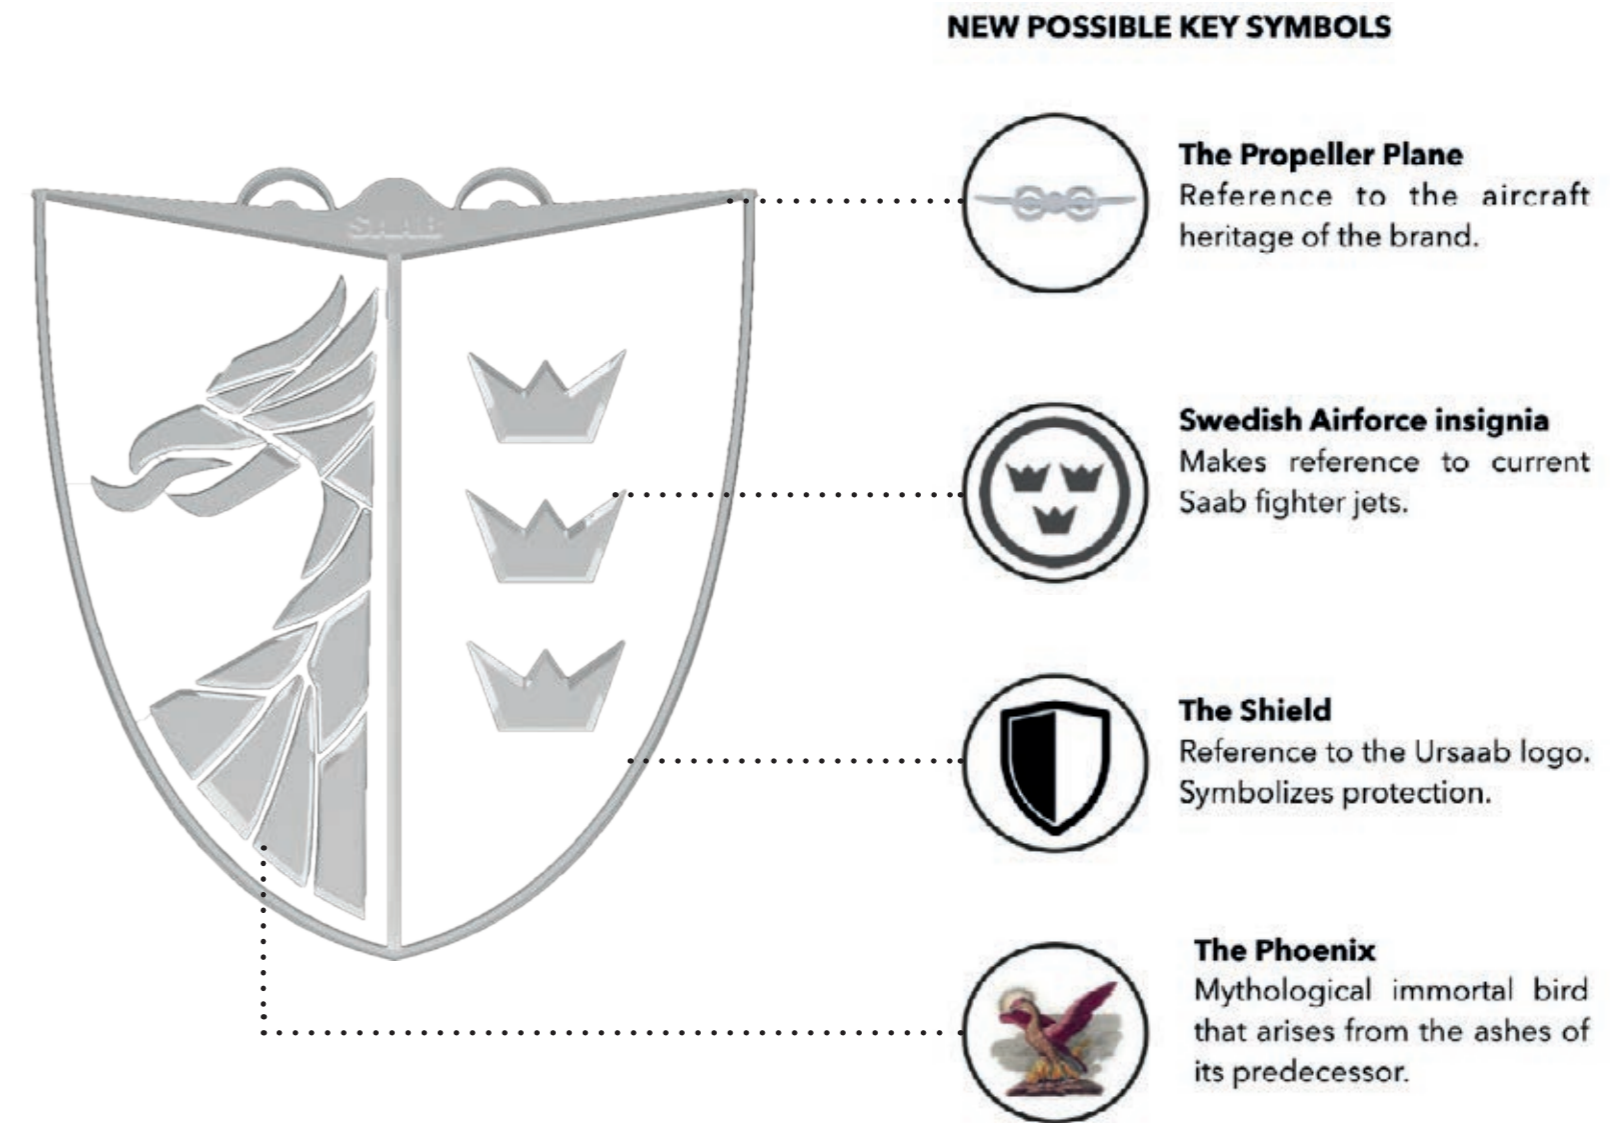 NEW POSSIBLE KEY SYMBOLS
SAAB
The Propeller Plane
Reference to the aircraft
heritage of the brand.
Swedish Airforce insignia
Makes reference to current
Saab fighter jets.
The Shield
Reference to the Ursaab logo.
Symbolizes protection.
The Phoenix
Mythological immortal bird
that arises from the ashes of
its predecessor.